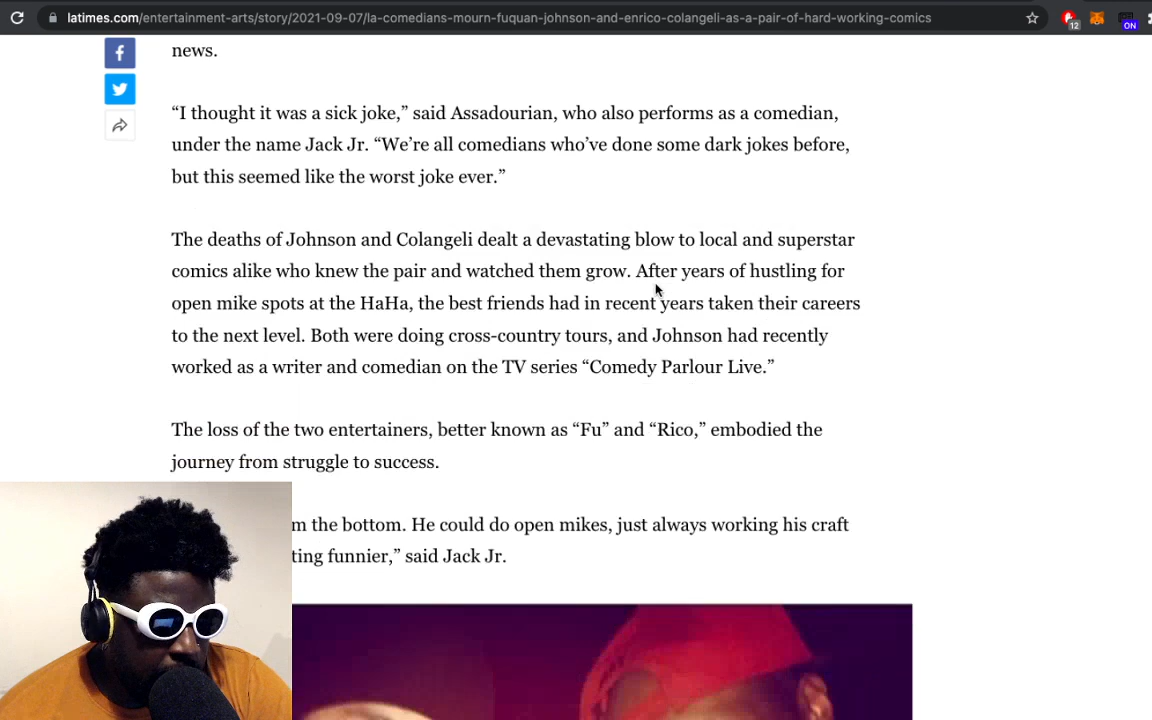 latimes.com/entertainment-arts/story/2021-09-07/la-comedians-mourn-fuquan-johnson-and-enrico-colangeli-as-a-pair-of-hard-working-comics
12
ON
news.
“I thought it was a sick joke,” said Assadourian, who also performs as a comedian,
under the name Jack Jr. “We’re all comedians who’ve done some dark jokes before,
but this seemed like the worst joke ever.”
The deaths of Johnson and Colangeli dealt a devastating blow to local and superstar
comics alike who knew the pair and watched them grow. After years of hustling for
open mike spots at the HaHa, the best friends had in recent years taken their careers
to the next level. Both were doing cross-country tours, and Johnson had recently
worked as a writer and comedian on the TV series “Comedy Parlour Live.”
The loss of the two entertainers, better known as “Fu” and “Rico,” embodied the
journey from struggle to success.
m the bottom. He could do open mikes, just always working his craft
ting funnier,” said Jack Jr.